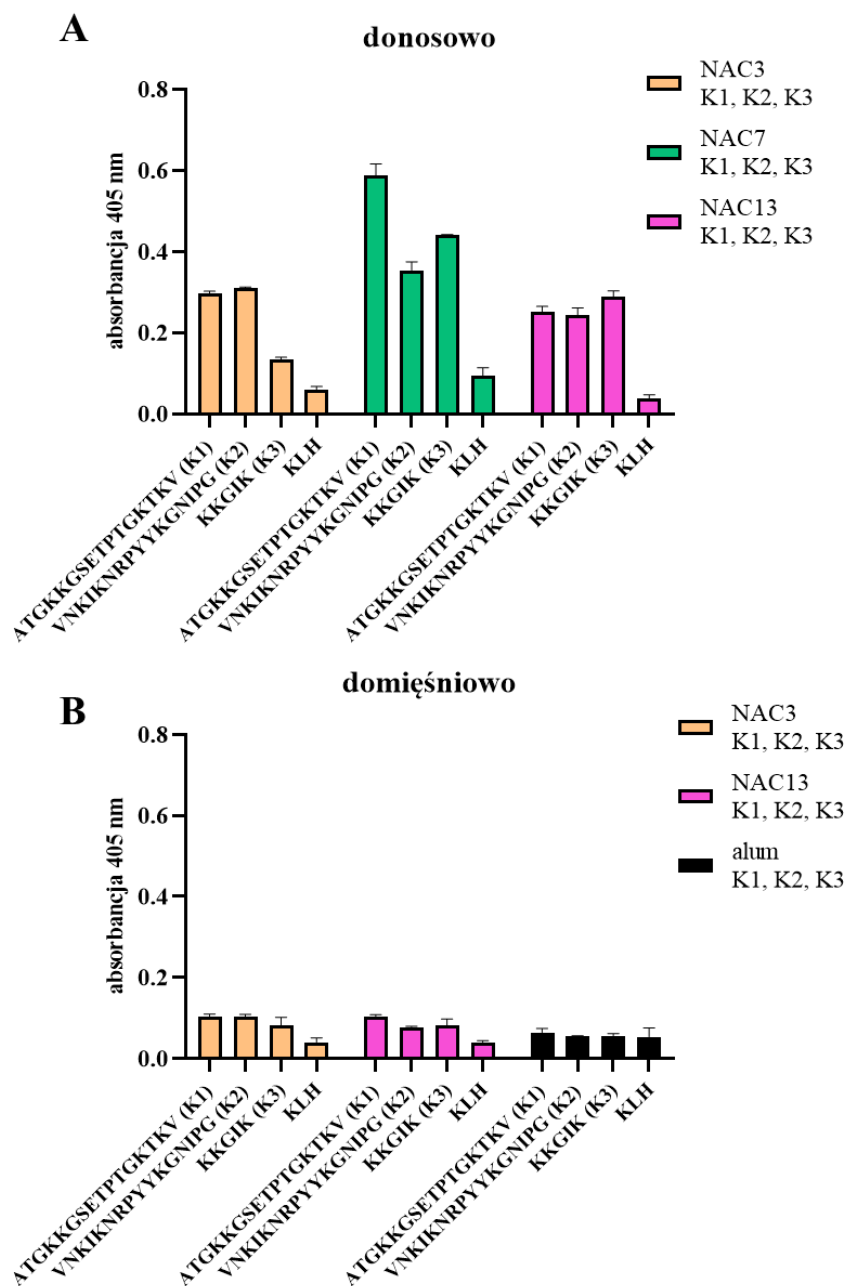 A
donosowo
NAC3
K1, K2, K3
NAC7
K1, K2, K3
NAC13
K1, K2, K3
absorbancja 405 nm
0.8
0.6
0.4
0.2
0.0
ATGKKGSETPTGKTKV (K1)
VNKIKNRPYYKGNIPG (K2)
KKGIK (K3)
KLH
ATGKKGSETPTGKTKV (K1)
VNKIKNRPYYKGNIPG (K2)
KKGIK (K3)
KLH
ATGKKGSETPTGKTKV (K1)
VNKIKNRPYYKGNIPG (K2)
KKGIK (K3)
KLH
B
domięśniowo
NAC3
K1, K2, K3
NAC13
K1, K2, K3
alum
K1, K2, K3
absorbancja 405 nm
0.8
0.6
0.4
0.2
0.0
ATGKKGSETPTGKTKV (K1)
VNKIKNRPYYKGNIPG (K2)
KKGIK (K3)
KLH
ATGKKGSETPTGKTKV (K1)
VNKIKNRPYYKGNIPG (K2)
KKGIK (K3)
KLH
ATGKKGSETPTGKTKV (K1)
VNKIKNRPYYKGNIPG (K2)
KKGIK (K3)
KLH